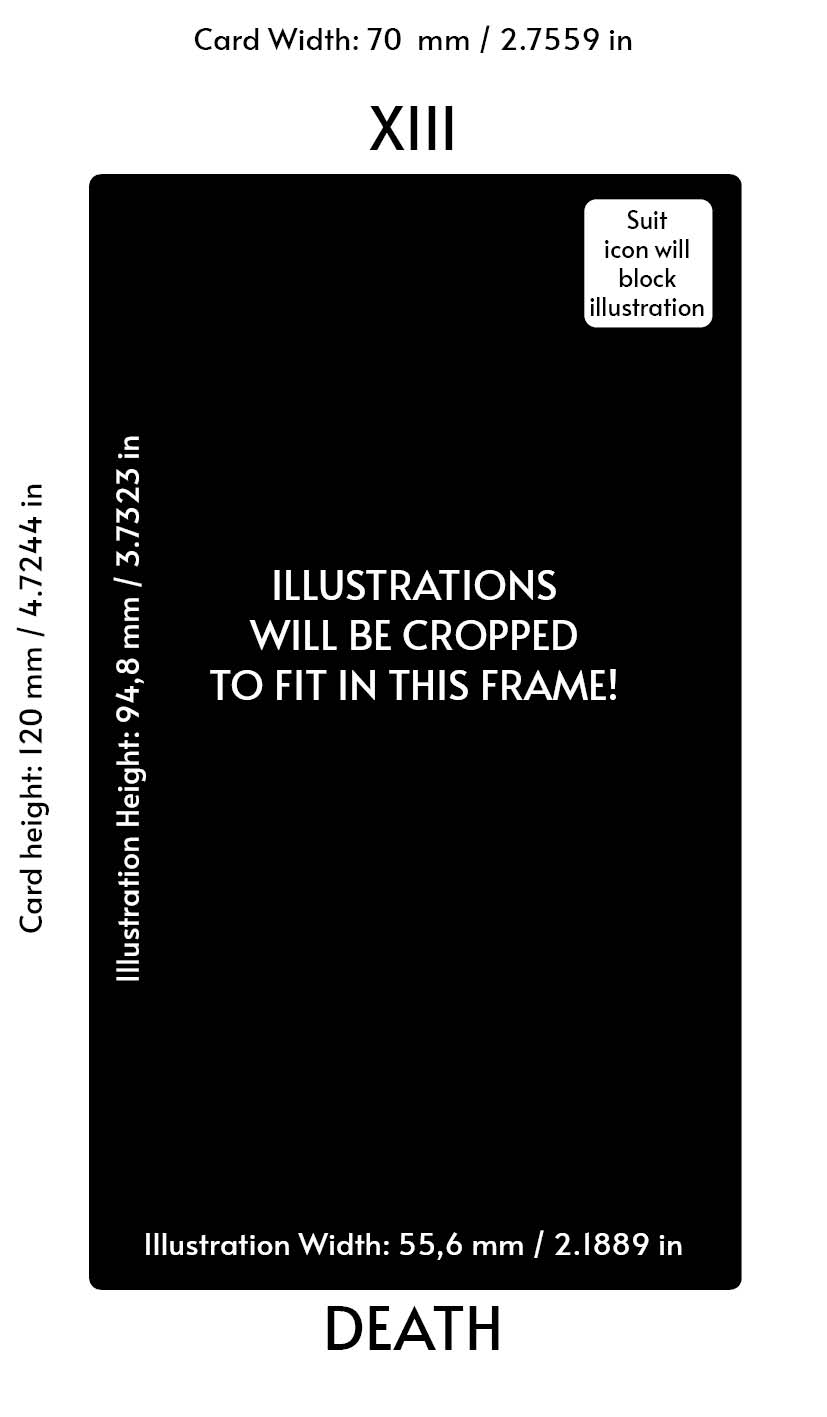 Card Width: 70 mm / 2.7559 in
XIII
Suit
icon will
block
illustration
Card height: 120 mm / 4.7244 in
Illustration Height: 94,8 mm / 3.7323 in
ILLUSTRATIONS
WILL BE CROPPED
TO FIT IN THIS FRAME!
Illustration Width: 55,6 mm / 2.1889 in
DEATH